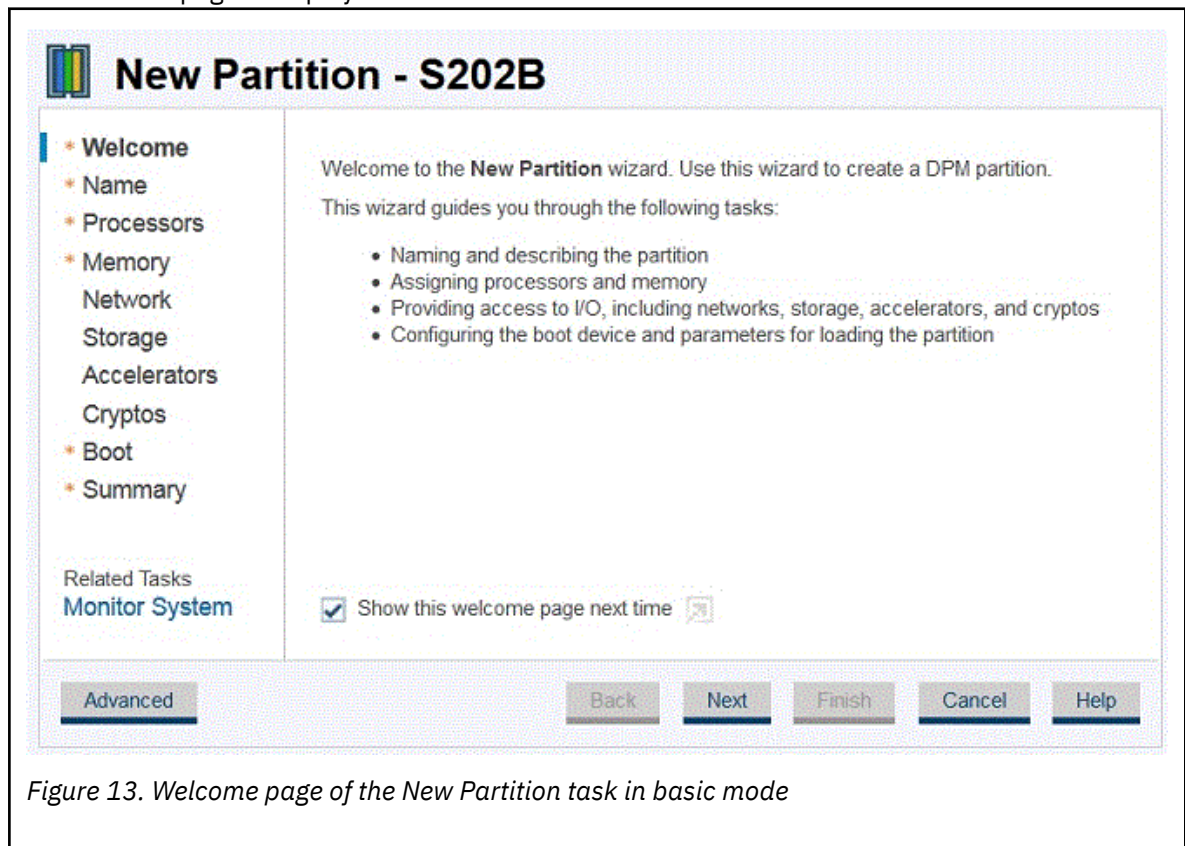 New Partition - S202B
* Welcome
* Name
* Processors
* Memory
Network
Storage
Accelerators
Cryptos
* Boot
* Summary
Related Tasks
Monitor System
Welcome to the New Partition wizard. Use this wizard to create a DPM partition.
This wizard guides you through the following tasks:
• Naming and describing the partition
• Assigning processors and memory
• Providing access to I/O, including networks, storage, accelerators, and cryptos
• Configuring the boot device and parameters for loading the partition
Show this welcome page next time
Advanced Back Next Finish Cancel Help
Figure 13. Welcome page of the New Partition task in basic mode